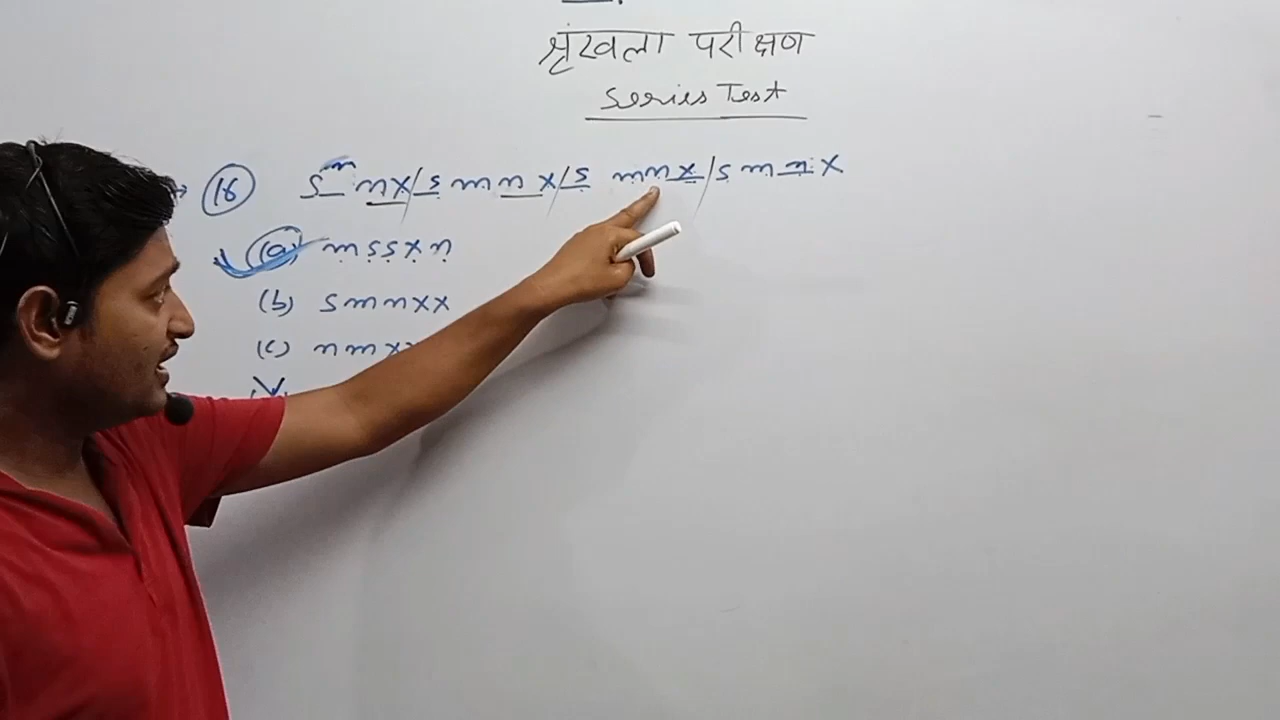 श्रृंखला परीक्षण
Series Test
(16) s m n x / s m n x / s m n x / s m n x
(a) m s s x n
(b) s m n x x
(c) n m x